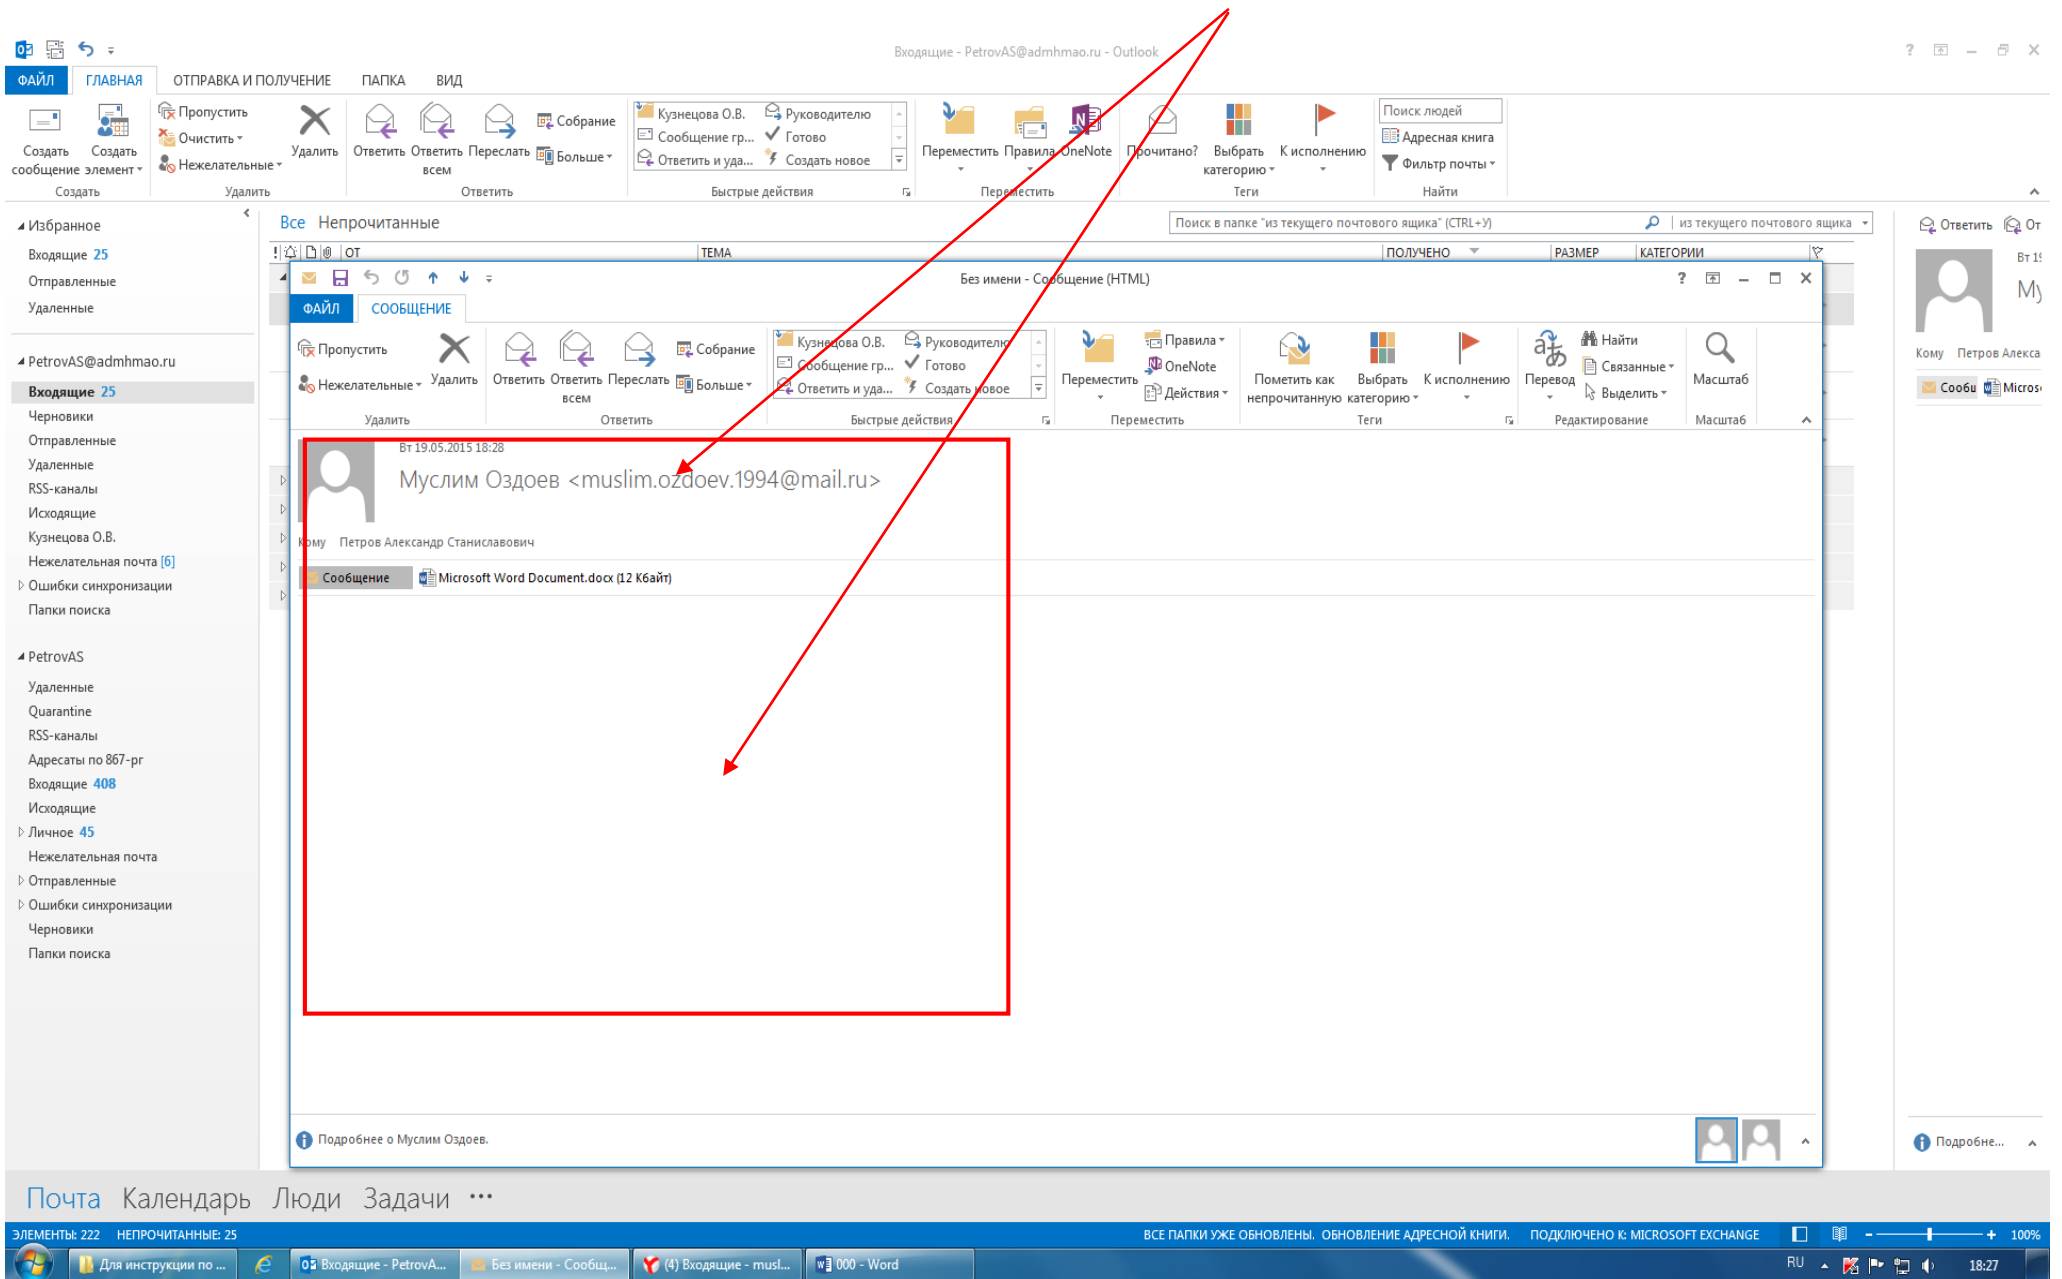 Входящие - PetrovAS@admhmao.ru - Outlook
ФАЙЛ ГЛАВНАЯ ОТПРАВКА И ПОЛУЧЕНИЕ ПАПКА ВИД
Создать сообщение
Создать элемент
Пропустить
Очистить
Нежелательные
Удалить
Ответить
Ответить всем
Переслать
Собрание
Больше
Кузнецова О.В.
Сообщение гр...
Ответить и уда...
Руководителю
Готово
Создать новое
Переместить
Правила
OneNote
Прочитано?
Выбрать категорию
К исполнению
Поиск людей
Адресная книга
Фильтр почты
Создать Удалить Ответить Быстрые действия Переместить Теги Найти
Избранное
Входящие 25
Отправленные
Удаленные
PetrovAS@admhmao.ru
Входящие 25
Черновики
Отправленные
Удаленные
RSS-каналы
Исходящие
Кузнецова О.В.
Нежелательная почта [6]
Ошибки синхронизации
Папки поиска
PetrovAS
Удаленные
Quarantine
RSS-каналы
Адресаты по 867-рг
Входящие 408
Исходящие
Личное 45
Нежелательная почта
Отправленные
Ошибки синхронизации
Черновики
Папки поиска
Все Непрочитанные
Поиск в папке "из текущего почтового ящика" (CTRL+У)
из текущего почтового ящика
ОТ ТЕМА ПОЛУЧЕНО РАЗМЕР КАТЕГОРИИ
Без имени - Сообщение (HTML)
ФАЙЛ СООБЩЕНИЕ
Пропустить
Нежелательные
Удалить
Ответить
Ответить всем
Переслать
Собрание
Больше
Кузнецова О.В.
Сообщение гр...
Ответить и уда...
Руководителю
Готово
Создать новое
Переместить
Правила
OneNote
Действия
Пометить как непрочитанную
Выбрать категорию
К исполнению
Перевод
Найти
Связанные
Выделить
Масштаб
Удалить Ответить Быстрые действия Переместить Теги Редактирование Масштаб
Вт 19.05.2015 18:28
Муслим Оздоев <muslim.ozdoev.1994@mail.ru>
Кому Петров Александр Станиславович
Сообщение Microsoft Word Document.docx (12 Кбайт)
Подробнее о Муслим Оздоев.
Ответить От
Вт 19
Му
Кому Петров Алекса
Сообщ Micros
Подробне...
Почта Календарь Люди Задачи ...
ЭЛЕМЕНТЫ: 222 НЕПРОЧИТАННЫЕ: 25
ВСЕ ПАПКИ УЖЕ ОБНОВЛЕНЫ. ОБНОВЛЕНИЕ АДРЕСНОЙ КНИГИ. ПОДКЛЮЧЕНО К: MICROSOFT EXCHANGE 100%
Для инструкции по ... Входящие - PetrovA... Без имени - Сообщ... (4) Входящие - musl... 000 - Word RU 18:27